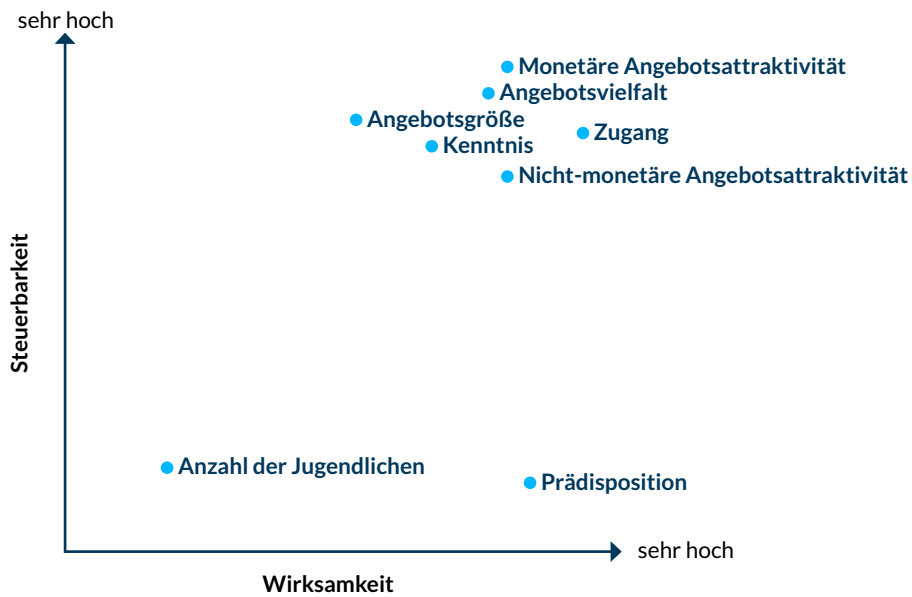 sehr hoch
Monetäre Angebotsattraktivität
Angebotsvielfalt
Angebotsgröße
Zugang
Kenntnis
Nicht-monetäre Angebotsattraktivität
Steuerbarkeit
Anzahl der Jugendlichen
Prädisposition
sehr hoch
Wirksamkeit